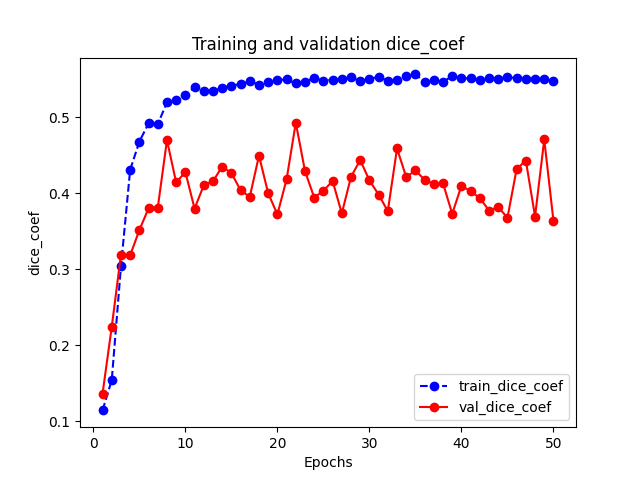 Training and validation dice_coef
dice_coef
0.5
0.4
0.3
0.2
0.1
train_dice_coef
val_dice_coef
0 10 20 30 40 50
Epochs